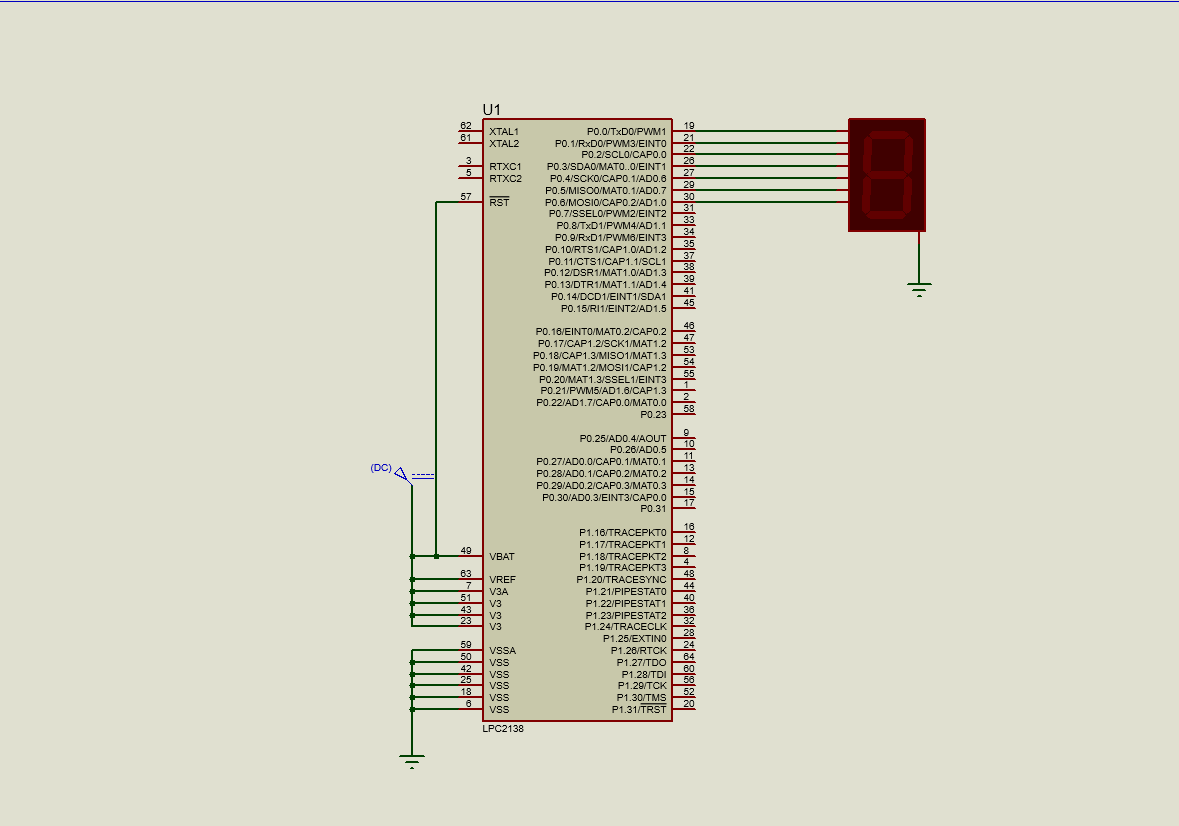 U1
62 XTAL1 P0.0/TxD0/PWM1 19
61 XTAL2 P0.1/RxD0/PWM3/EINT0 21
P0.2/SCL0/CAP0.0 22
3 RTXC1 P0.3/SDA0/MAT0..0/EINT1 26
5 RTXC2 P0.4/SCK0/CAP0.1/AD0.6 27
P0.5/MISO0/MAT0.1/AD0.7 29
57 RST P0.6/MOSI0/CAP0.2/AD1.0 30
P0.7/SSEL0/PWM2/EINT2 31
P0.8/TxD1/PWM4/AD1.1 33
P0.9/RxD1/PWM6/EINT3 34
P0.10/RTS1/CAP1.0/AD1.2 35
P0.11/CTS1/CAP1.1/SCL1 37
P0.12/DSR1/MAT1.0/AD1.3 38
P0.13/DTR1/MAT1.1/AD1.4 39
P0.14/DCD1/EINT1/SDA1 41
P0.15/RI1/EINT2/AD1.5 45
P0.16/EINT0/MAT0.2/CAP0.2 46
P0.17/CAP1.2/SCK1/MAT1.2 47
P0.18/CAP1.3/MISO1/MAT1.3 53
P0.19/MAT1.2/MOSI1/CAP1.2 54
P0.20/MAT1.3/SSEL1/EINT3 55
P0.21/PWM5/AD1.6/CAP1.3 1
P0.22/AD1.7/CAP0.0/MAT0.0 2
P0.23 58
P0.25/AD0.4/AOUT 9
P0.26/AD0.5 10
P0.27/AD0.0/CAP0.1/MAT0.1 11
(DC) P0.28/AD0.1/CAP0.2/MAT0.2 13
P0.29/AD0.2/CAP0.3/MAT0.3 14
P0.30/AD0.3/EINT3/CAP0.0 15
P0.31 17
P1.16/TRACEPKT0 16
P1.17/TRACEPKT1 12
49 VBAT P1.18/TRACEPKT2 8
P1.19/TRACEPKT3 4
63 VREF P1.20/TRACESYNC 48
7 V3A P1.21/PIPESTAT0 44
51 V3 P1.22/PIPESTAT1 40
43 V3 P1.23/PIPESTAT2 36
23 V3 P1.24/TRACECLK 32
P1.25/EXTIN0 28
59 VSSA P1.26/RTCK 24
50 VSS P1.27/TDO 64
42 VSS P1.28/TDI 60
25 VSS P1.29/TCK 56
18 VSS P1.30/TMS 52
6 VSS P1.31/TRST 20
LPC2138